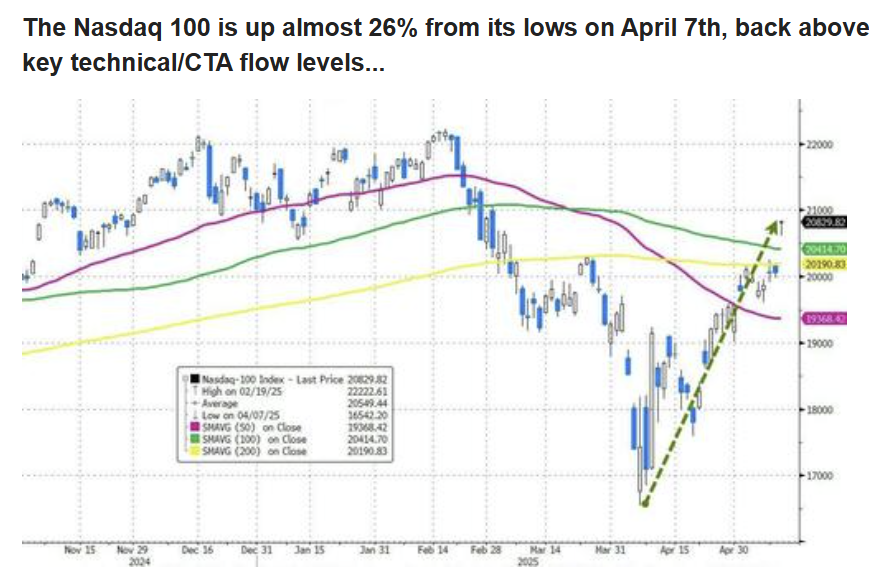 The Nasdaq 100 is up almost 26% from its lows on April 7th, back above
key technical/CTA flow levels...
22000
21000
20829.82
20414.70
20190.83
20000
19368.42
19000
18000
17000
Nasdaq-100 Index - Last Price 20829.82
High on 02/19/25 22222.61
Average 20549.44
Low on 04/07/25 16542.20
SMAVG (50) on Close 19368.42
SMAVG (100) on Close 20414.70
SMAVG (200) on Close 20190.83
Nov 15 Nov 29 Dec 16 Dec 31 Jan 15 Jan 31 Feb 14 Feb 28 Mar 14 Mar 31 Apr 15 Apr 30
2024 2025